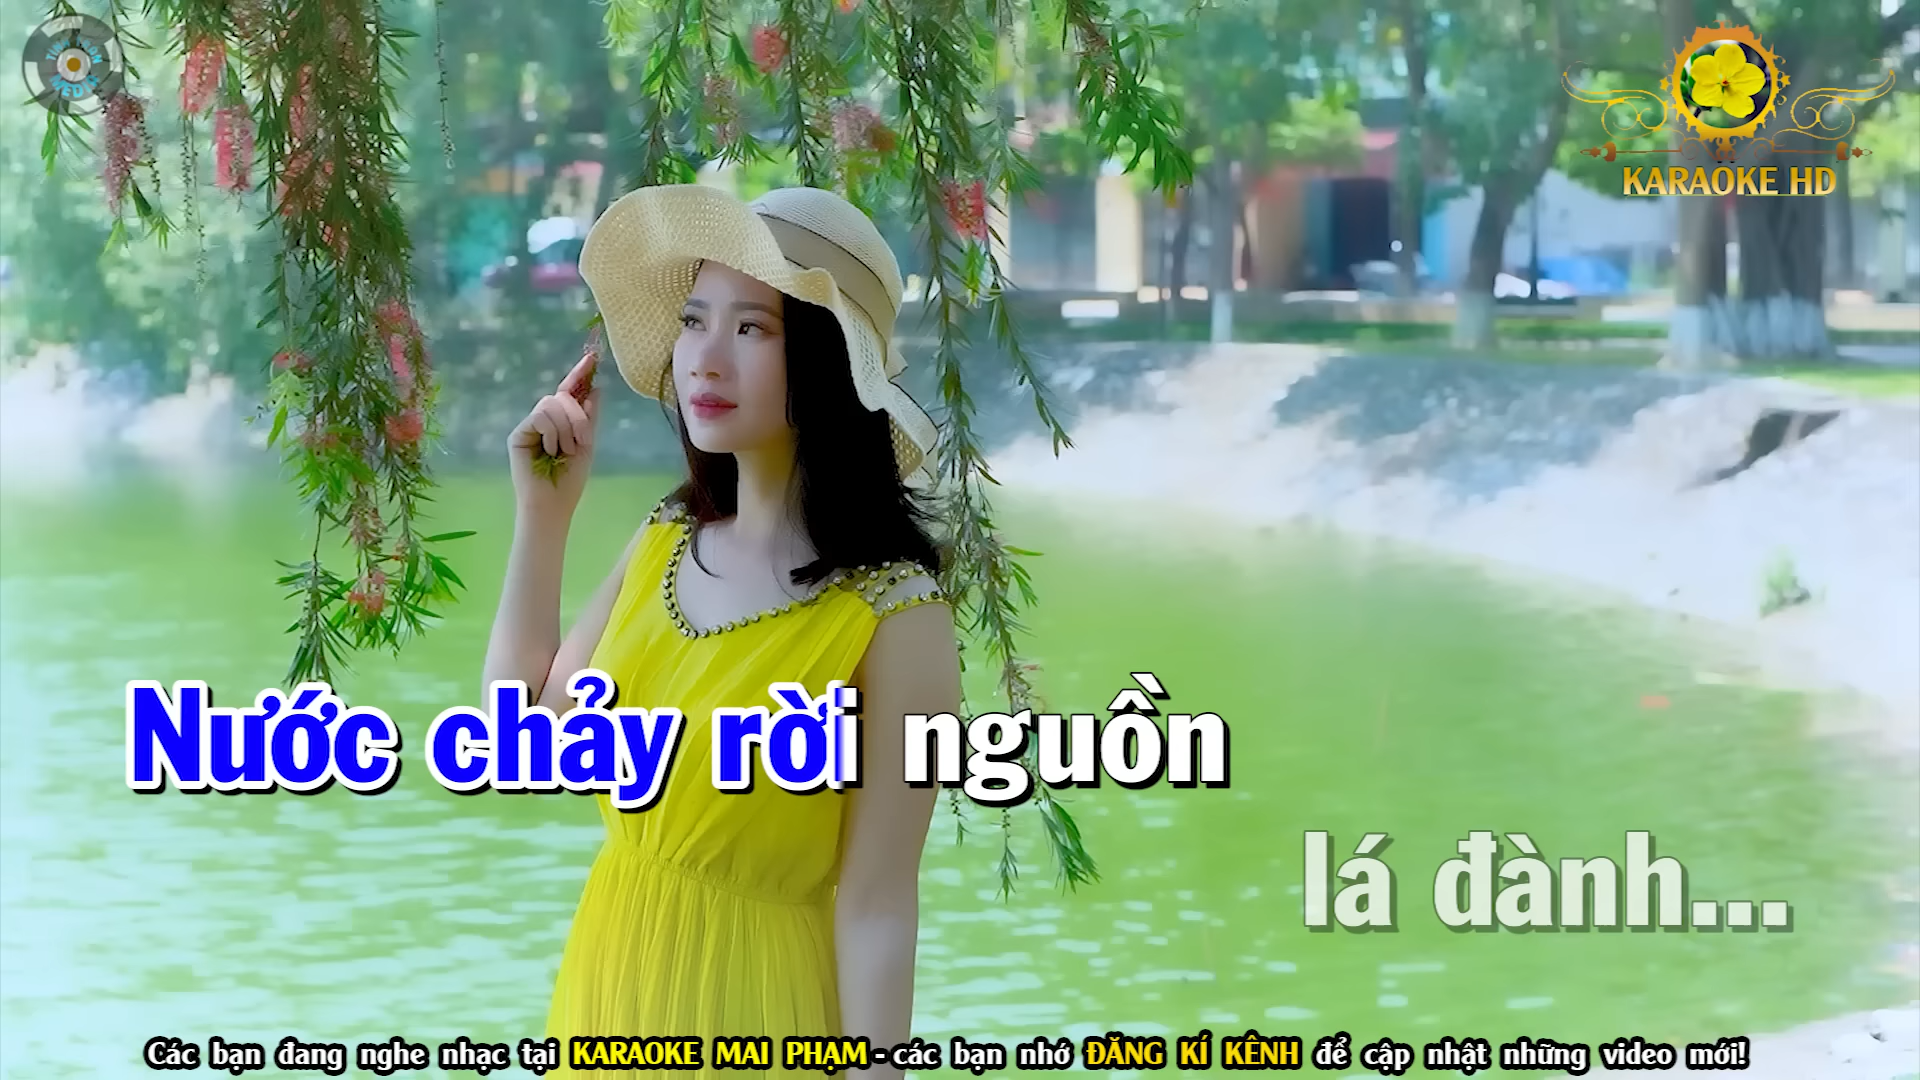 KARAOKE HD
Nước chảy rời nguồn
lá đành...
Các bạn đang nghe nhạc tại KARAOKE MAI PHẠM - các bạn nhớ ĐĂNG KÍ KÊNH để cập nhật những video mới!